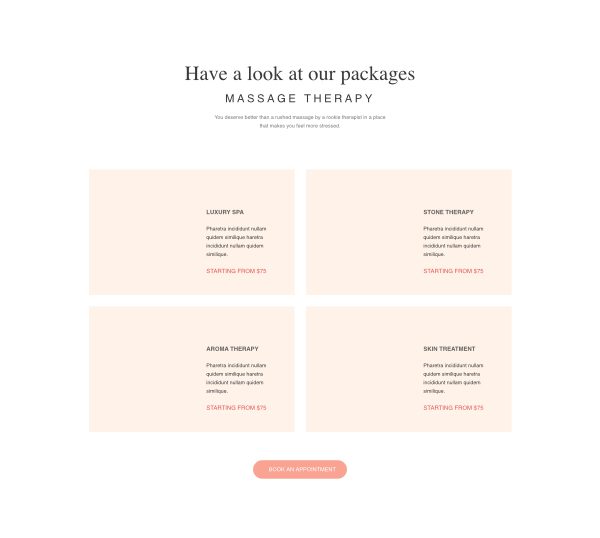 Have a look at our packages
MASSAGE THERAPY
You deserve better than a rushed massage by a rookie therapist in a place
that makes you feel more stressed.
LUXURY SPA
Pharetra incididunt nullam
quidem similique haretra
incididunt nullam quidem
similique.
STARTING FROM $75
STONE THERAPY
Pharetra incididunt nullam
quidem similique haretra
incididunt nullam quidem
similique.
STARTING FROM $75
AROMA THERAPY
Pharetra incididunt nullam
quidem similique haretra
incididunt nullam quidem
similique.
STARTING FROM $75
SKIN TREATMENT
Pharetra incididunt nullam
quidem similique haretra
incididunt nullam quidem
similique.
STARTING FROM $75
BOOK AN APPOINTMENT